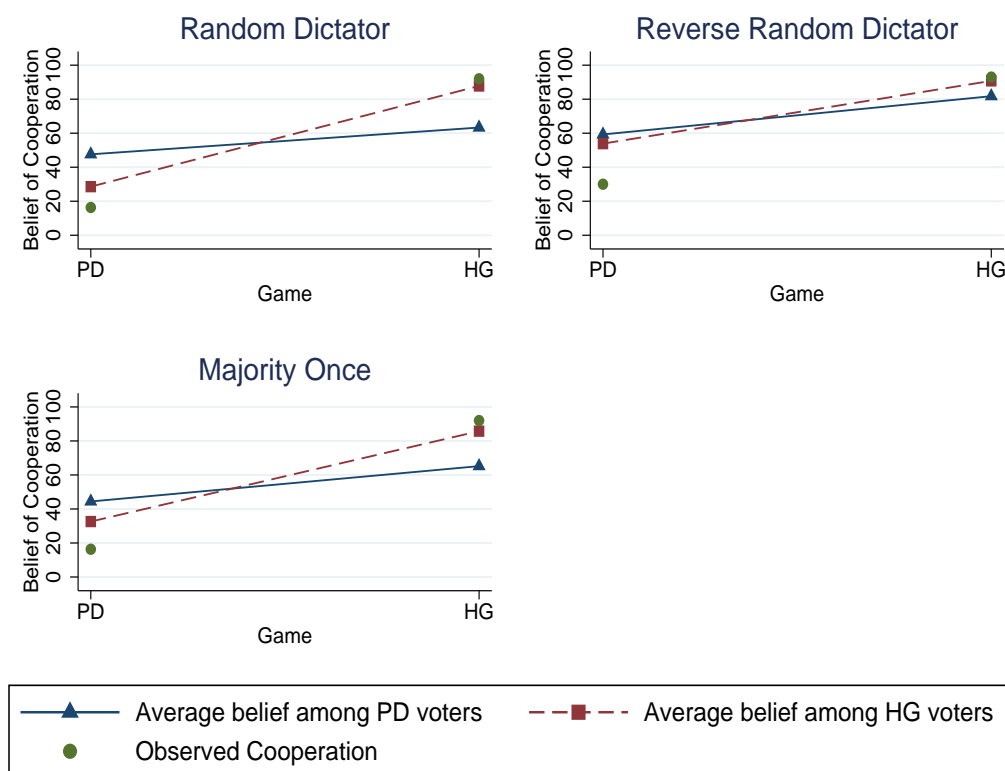 Random Dictator
Belief of Cooperation
0 20 40 60 80 100
PD HG
Game
Reverse Random Dictator
Belief of Cooperation
0 20 40 60 80 100
PD HG
Game
Majority Once
Belief of Cooperation
0 20 40 60 80 100
PD HG
Game
Average belief among PD voters Average belief among HG voters
Observed Cooperation